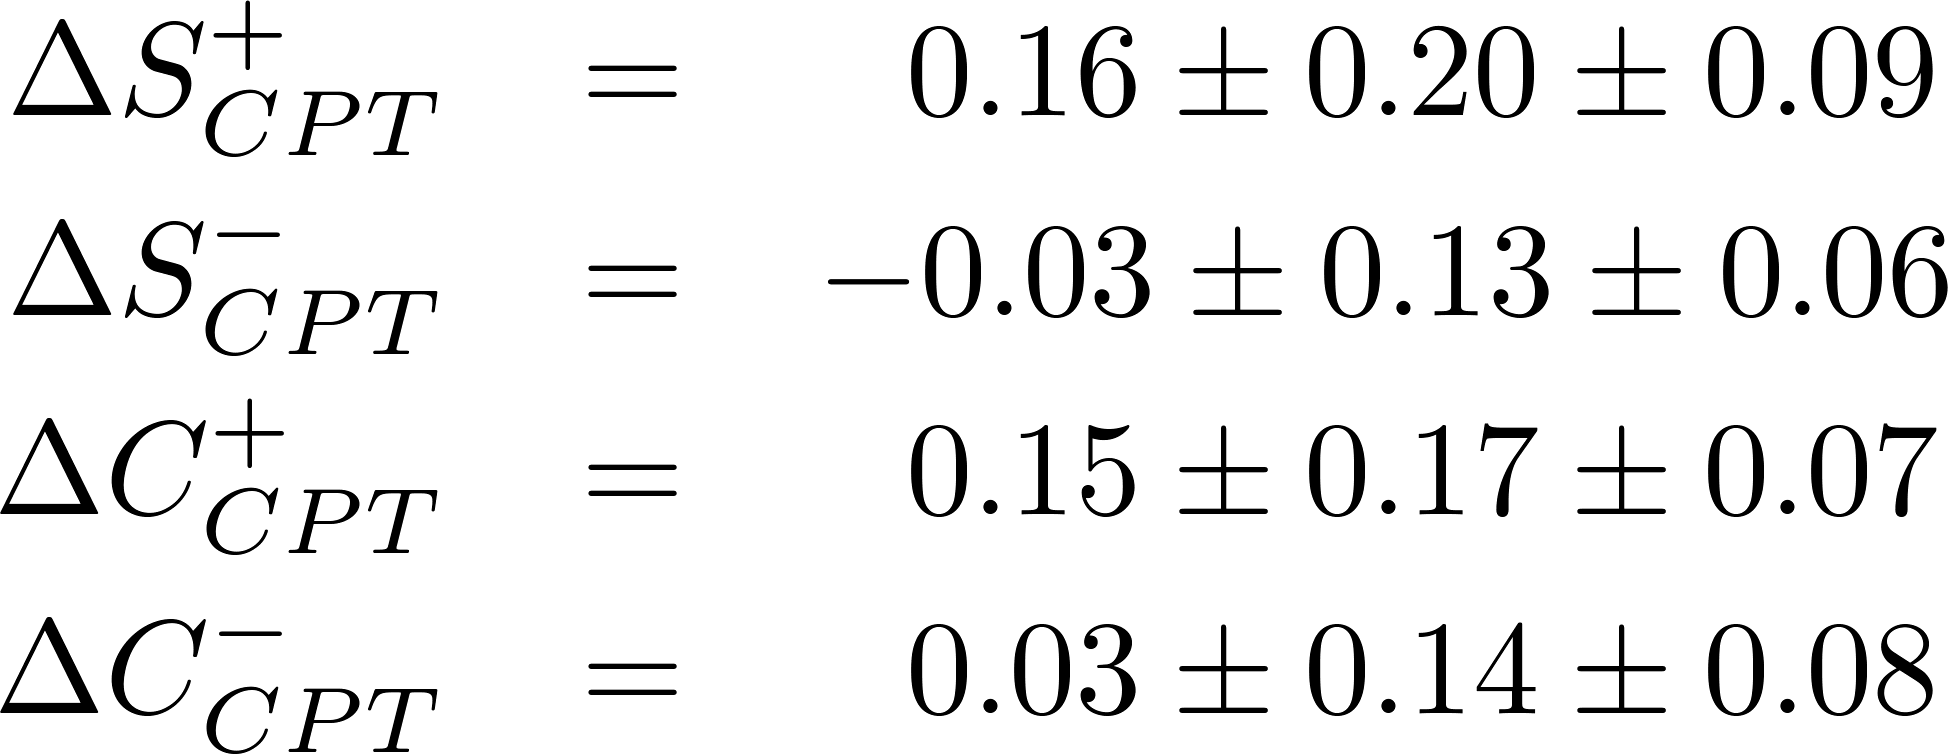 ΔS⁺_CPT = 0.16 ± 0.20 ± 0.09
ΔS⁻_CPT = −0.03 ± 0.13 ± 0.06
ΔC⁺_CPT = 0.15 ± 0.17 ± 0.07
ΔC⁻_CPT = 0.03 ± 0.14 ± 0.08